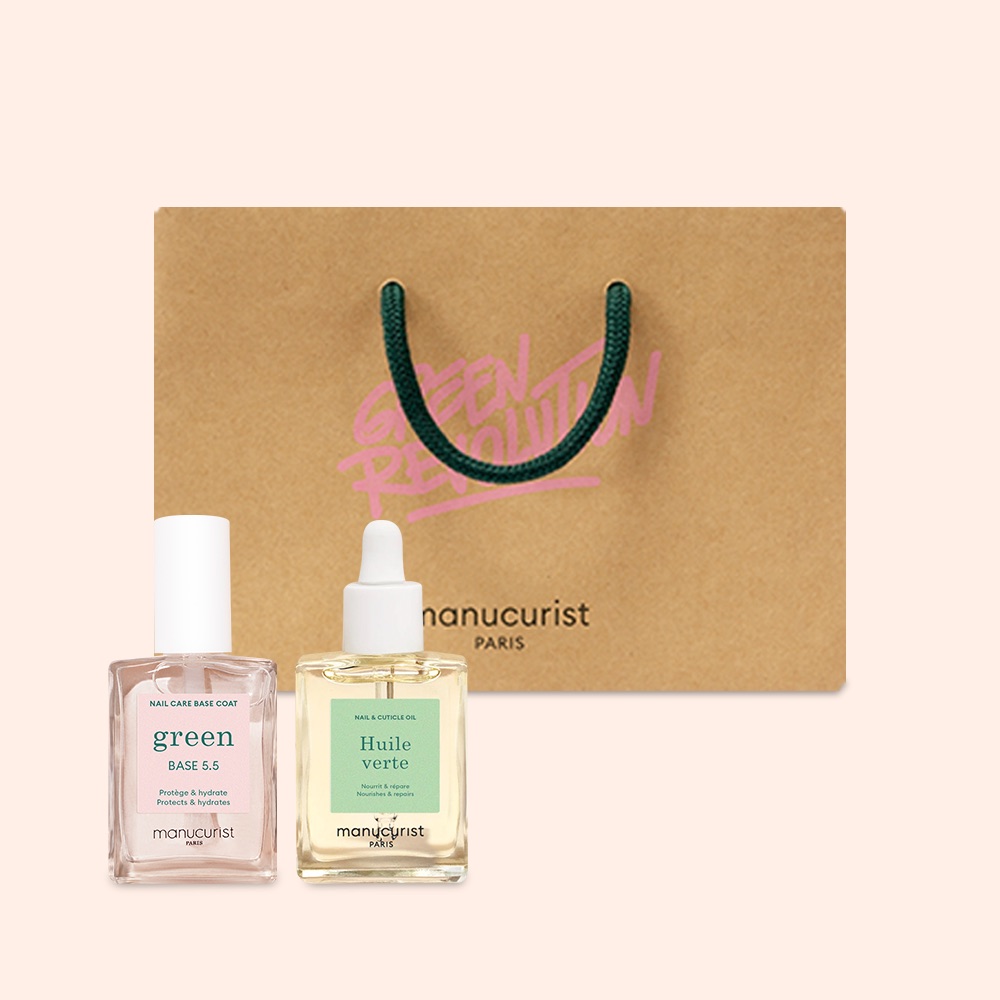 GREEN
REVOLUTION
manucurist
PARIS
NAIL CARE BASE COAT
green
BASE 5.5
Protège & hydrate
Protects & hydrates
manucurist
PARIS
NAIL & CUTICLE OIL
Huile
verte
Nourrit & répare
Nourishes & repairs
manucurist
PARIS